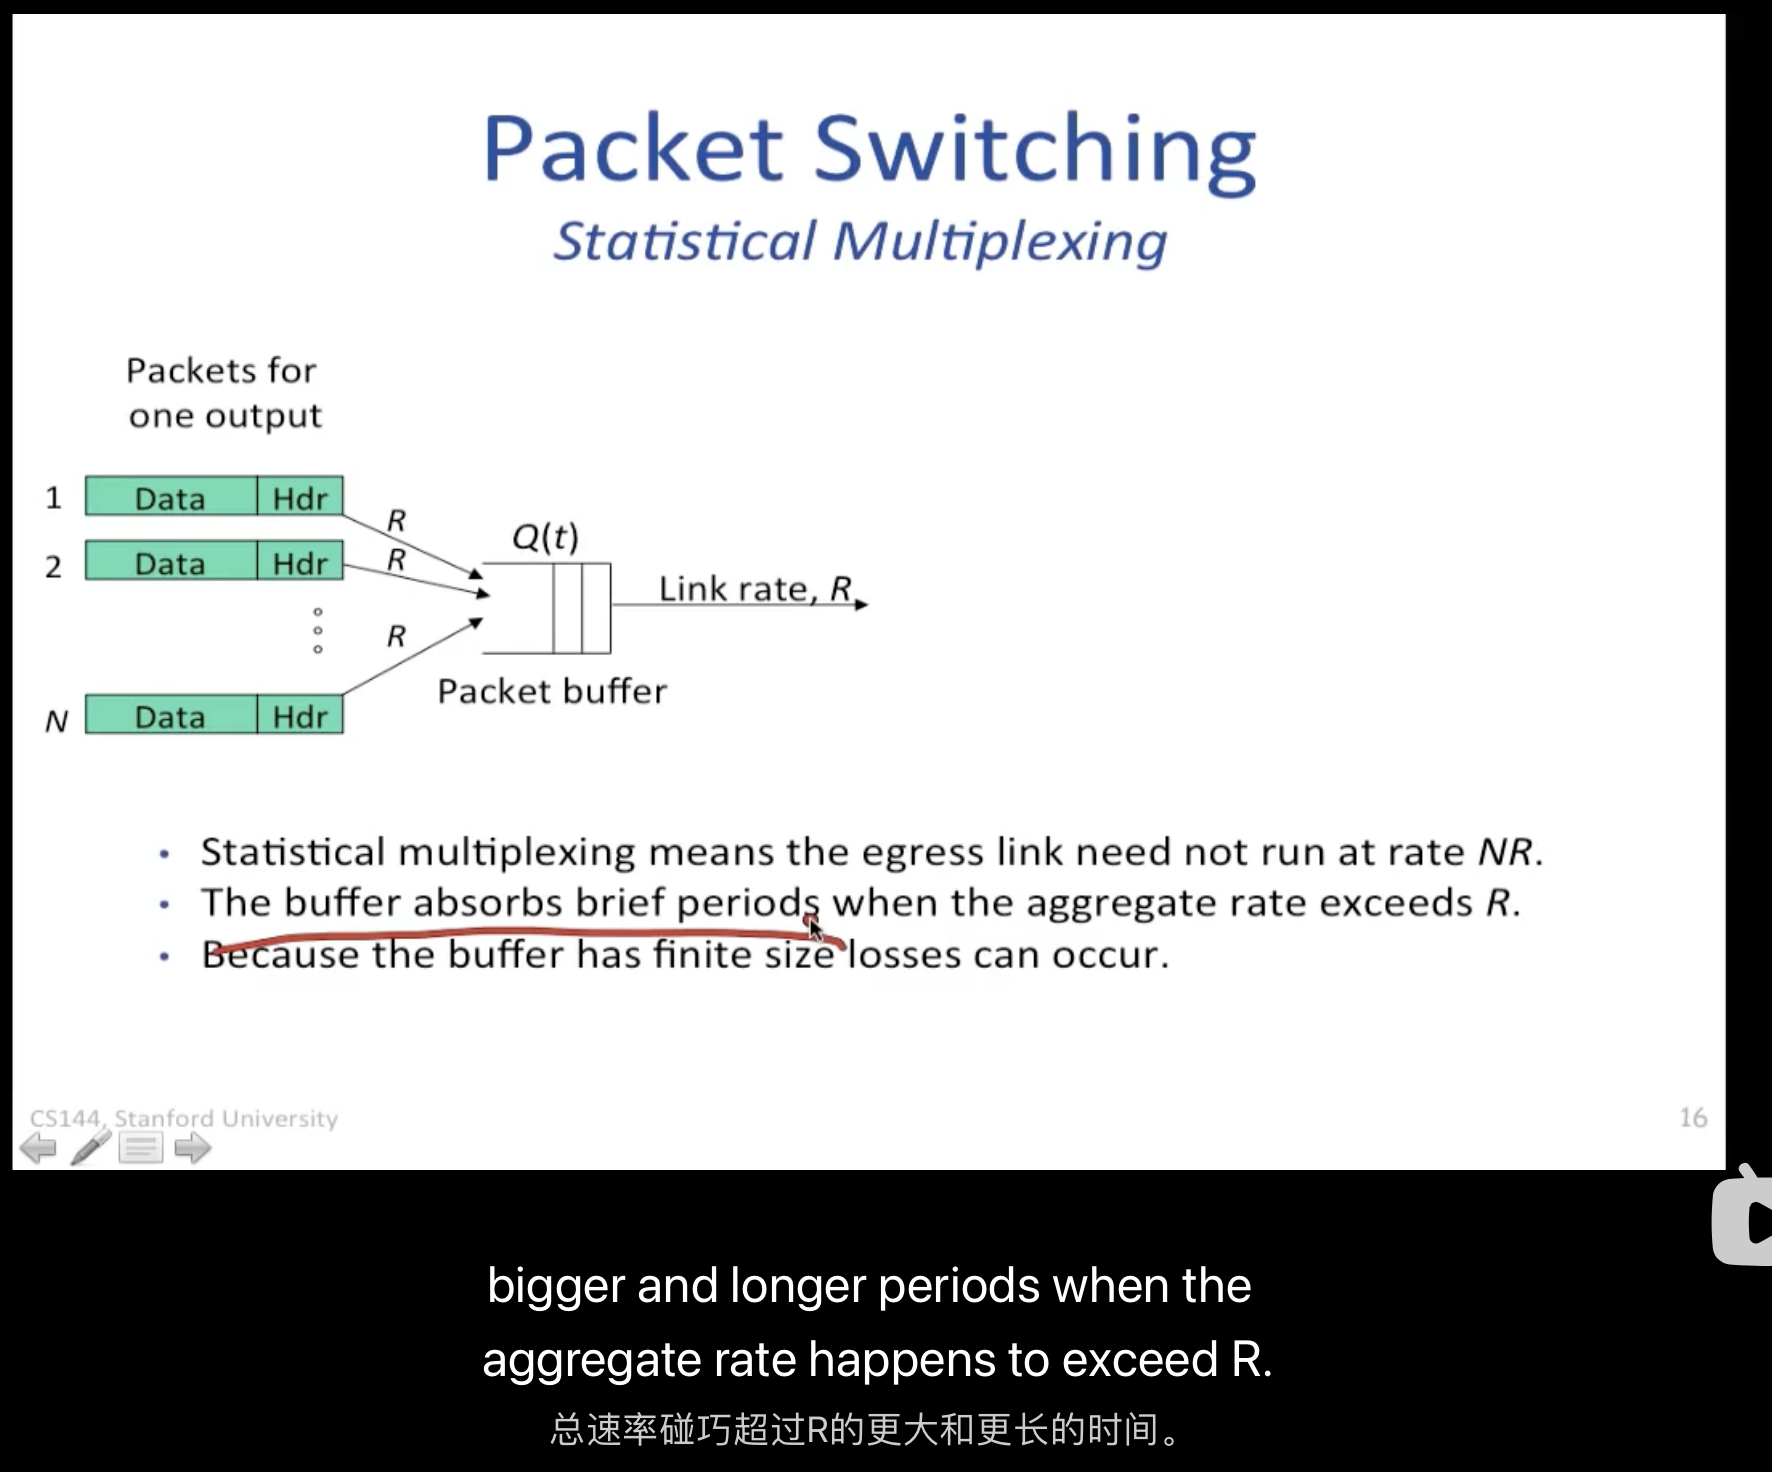 Packet Switching
Statistical Multiplexing
Packets for
one output
1 Data Hdr R
2 Data Hdr R
R
N Data Hdr
Q(t)
Link rate, R
Packet buffer
• Statistical multiplexing means the egress link need not run at rate NR.
• The buffer absorbs brief periods when the aggregate rate exceeds R.
• Because the buffer has finite size losses can occur.
CS144, Stanford University
16
bigger and longer periods when the
aggregate rate happens to exceed R.
总速率碰巧超过R的更大和更长的时间。